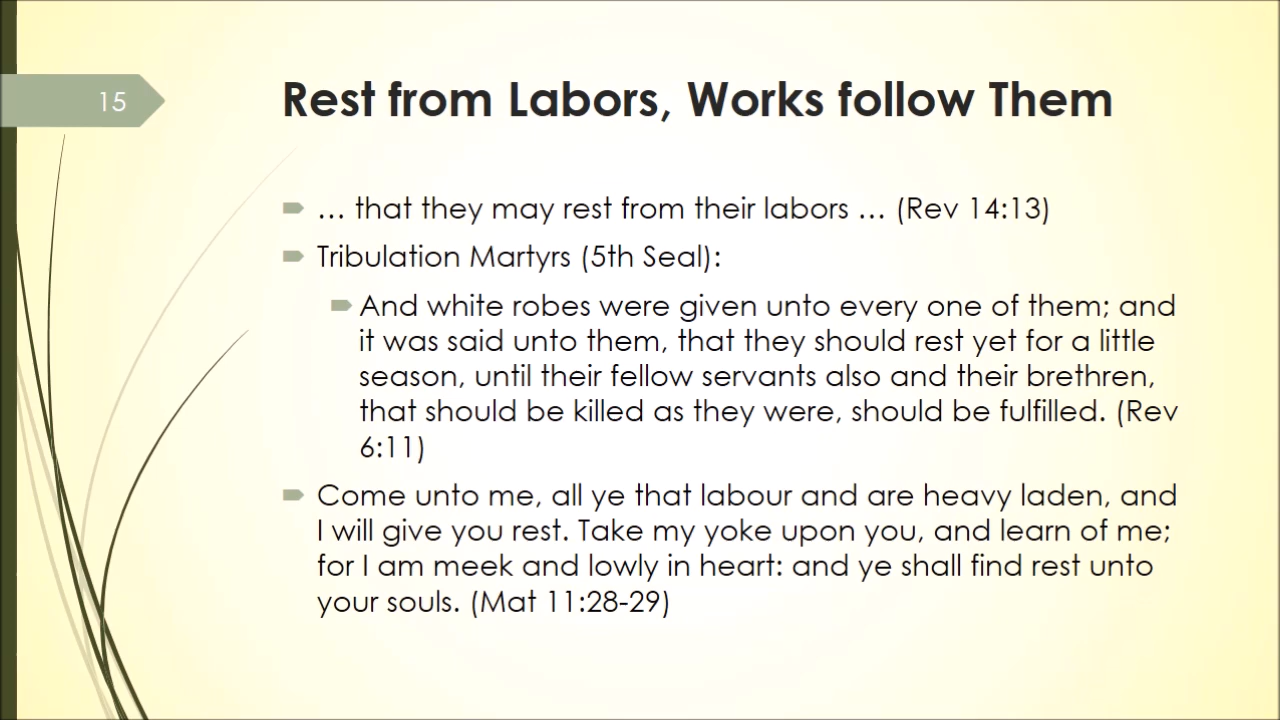 15
Rest from Labors, Works follow Them
… that they may rest from their labors … (Rev 14:13)
Tribulation Martyrs (5th Seal):
And white robes were given unto every one of them; and
it was said unto them, that they should rest yet for a little
season, until their fellow servants also and their brethren,
that should be killed as they were, should be fulfilled. (Rev
6:11)
Come unto me, all ye that labour and are heavy laden, and
I will give you rest. Take my yoke upon you, and learn of me;
for I am meek and lowly in heart: and ye shall find rest unto
your souls. (Mat 11:28-29)